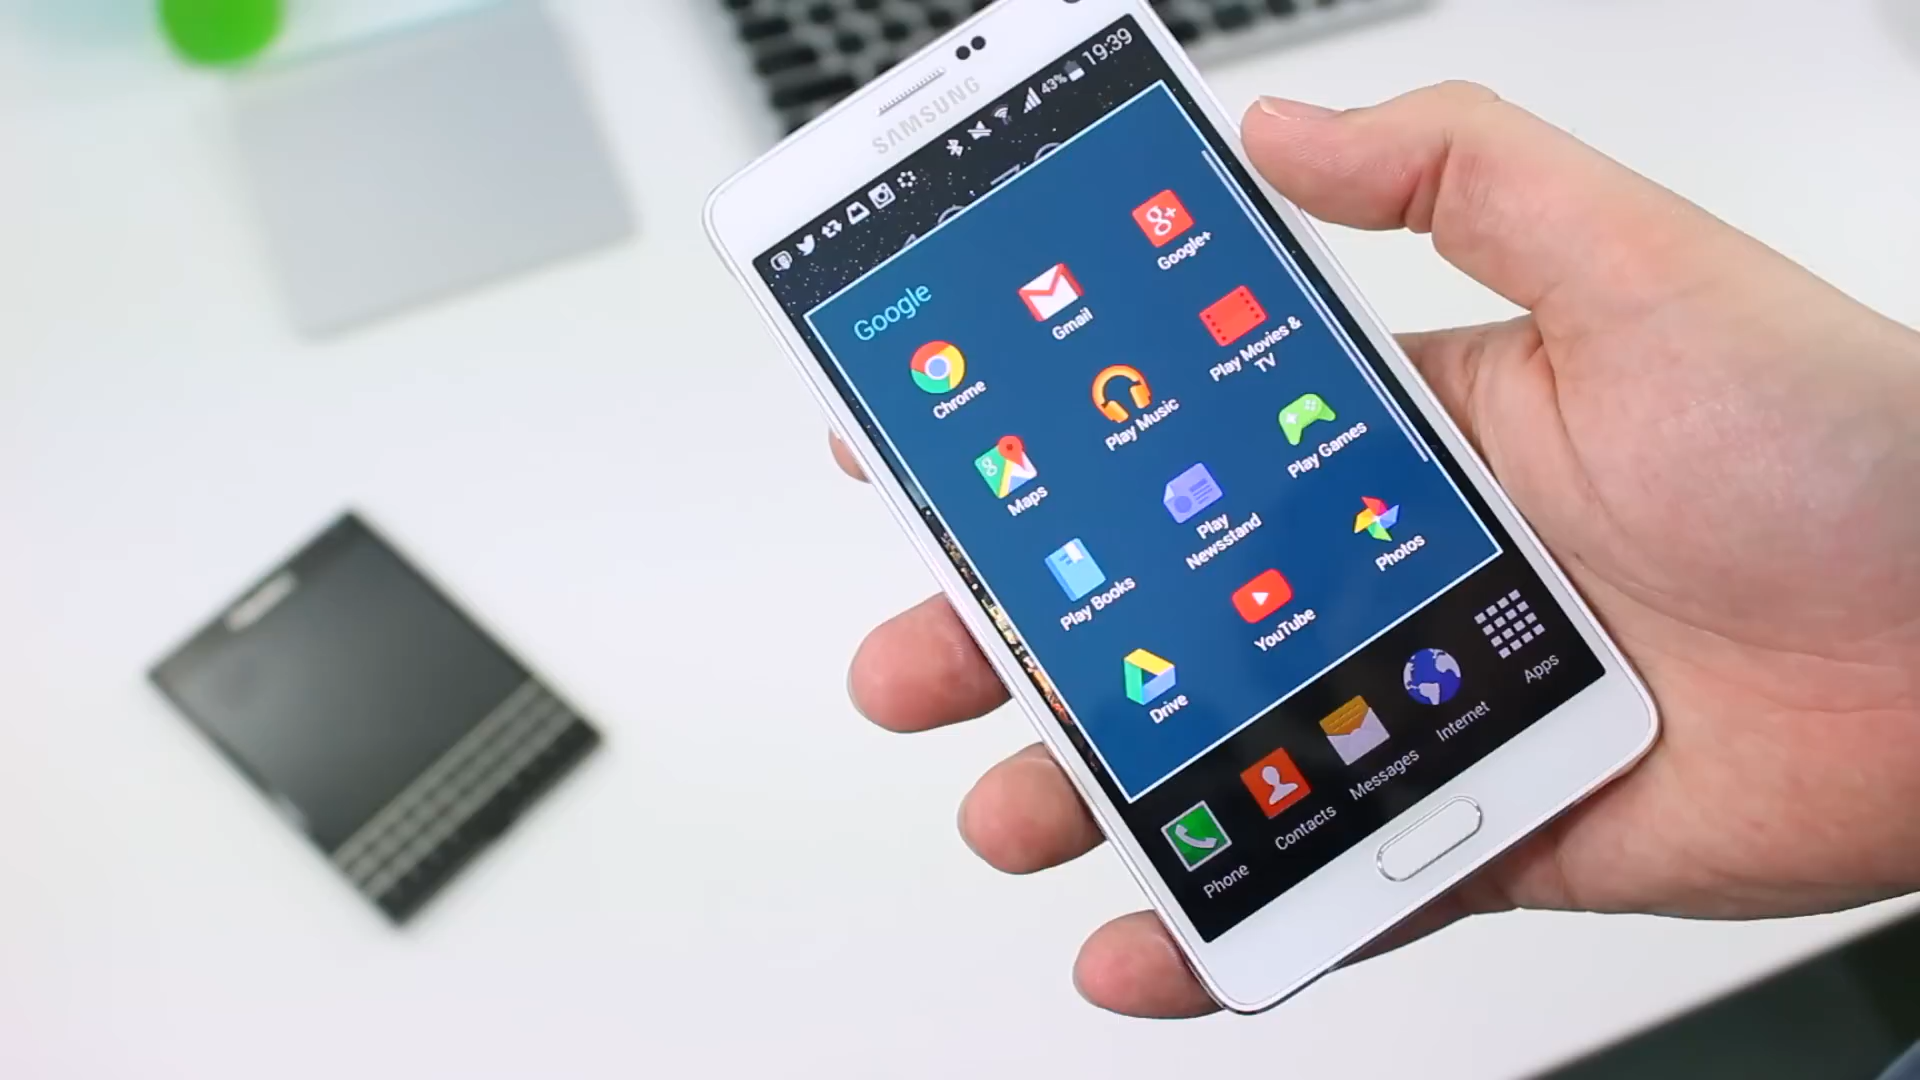 SAMSUNG
43% 19:39
Google
Chrome
Gmail
g+
Google+
g
Maps
Play Music
Play Movies &
TV
Play Books
Play
Newsstand
Play Games
Drive
YouTube
Photos
Phone
Contacts
Messages
Internet
Apps